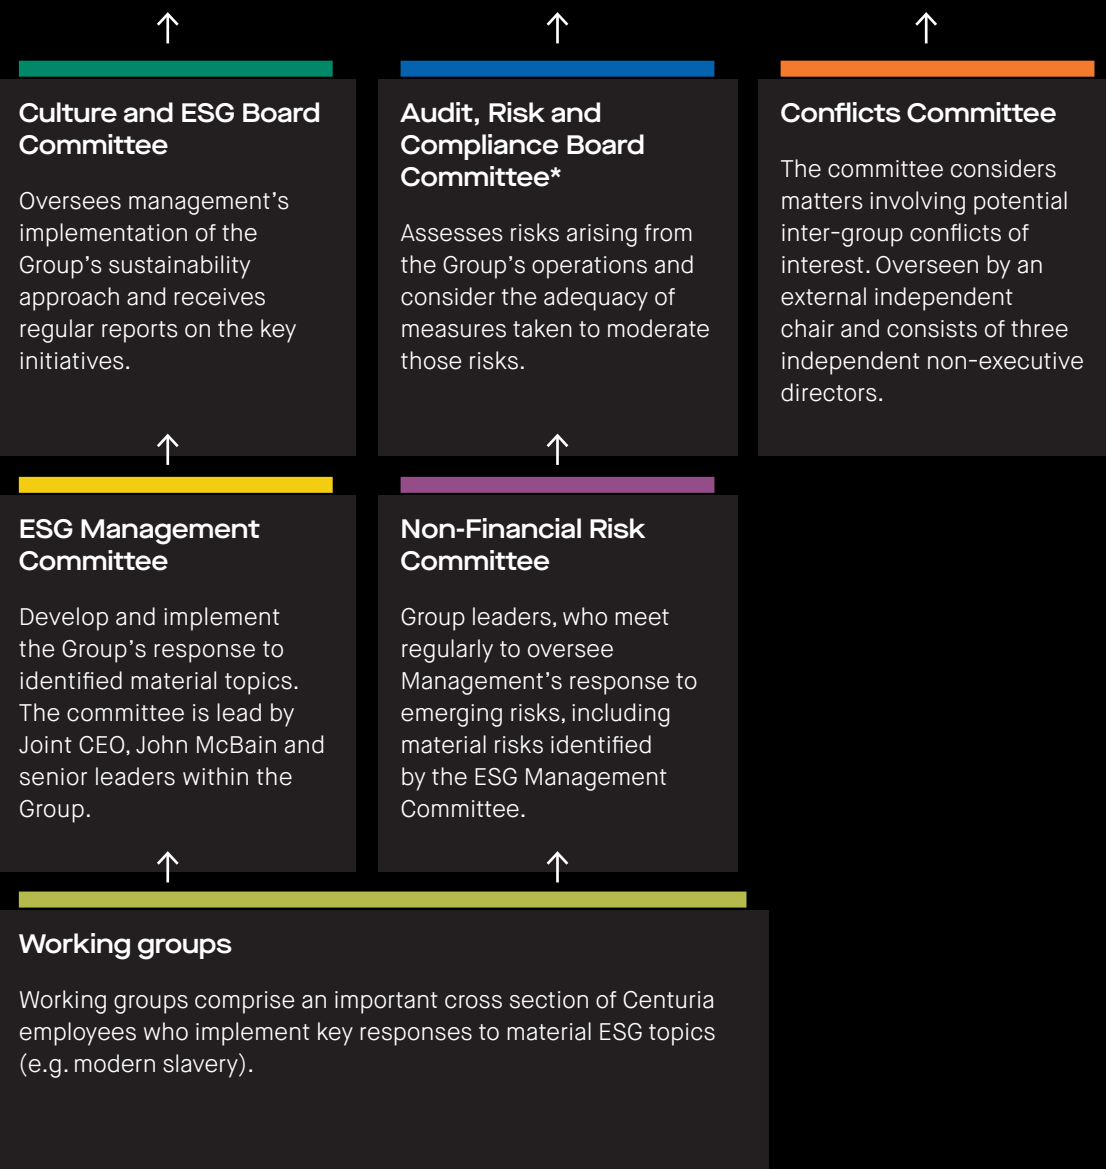 Culture and ESG Board
Committee
Oversees management’s
implementation of the
Group’s sustainability
approach and receives
regular reports on the key
initiatives.
Audit, Risk and
Compliance Board
Committee*
Assesses risks arising from
the Group’s operations and
consider the adequacy of
measures taken to moderate
those risks.
Conflicts Committee
The committee considers
matters involving potential
inter-group conflicts of
interest. Overseen by an
external independent
chair and consists of three
independent non-executive
directors.
ESG Management
Committee
Develop and implement
the Group’s response to
identified material topics.
The committee is lead by
Joint CEO, John McBain and
senior leaders within the
Group.
Non-Financial Risk
Committee
Group leaders, who meet
regularly to oversee
Management’s response to
emerging risks, including
material risks identified
by the ESG Management
Committee.
Working groups
Working groups comprise an important cross section of Centuria
employees who implement key responses to material ESG topics
(e.g. modern slavery).